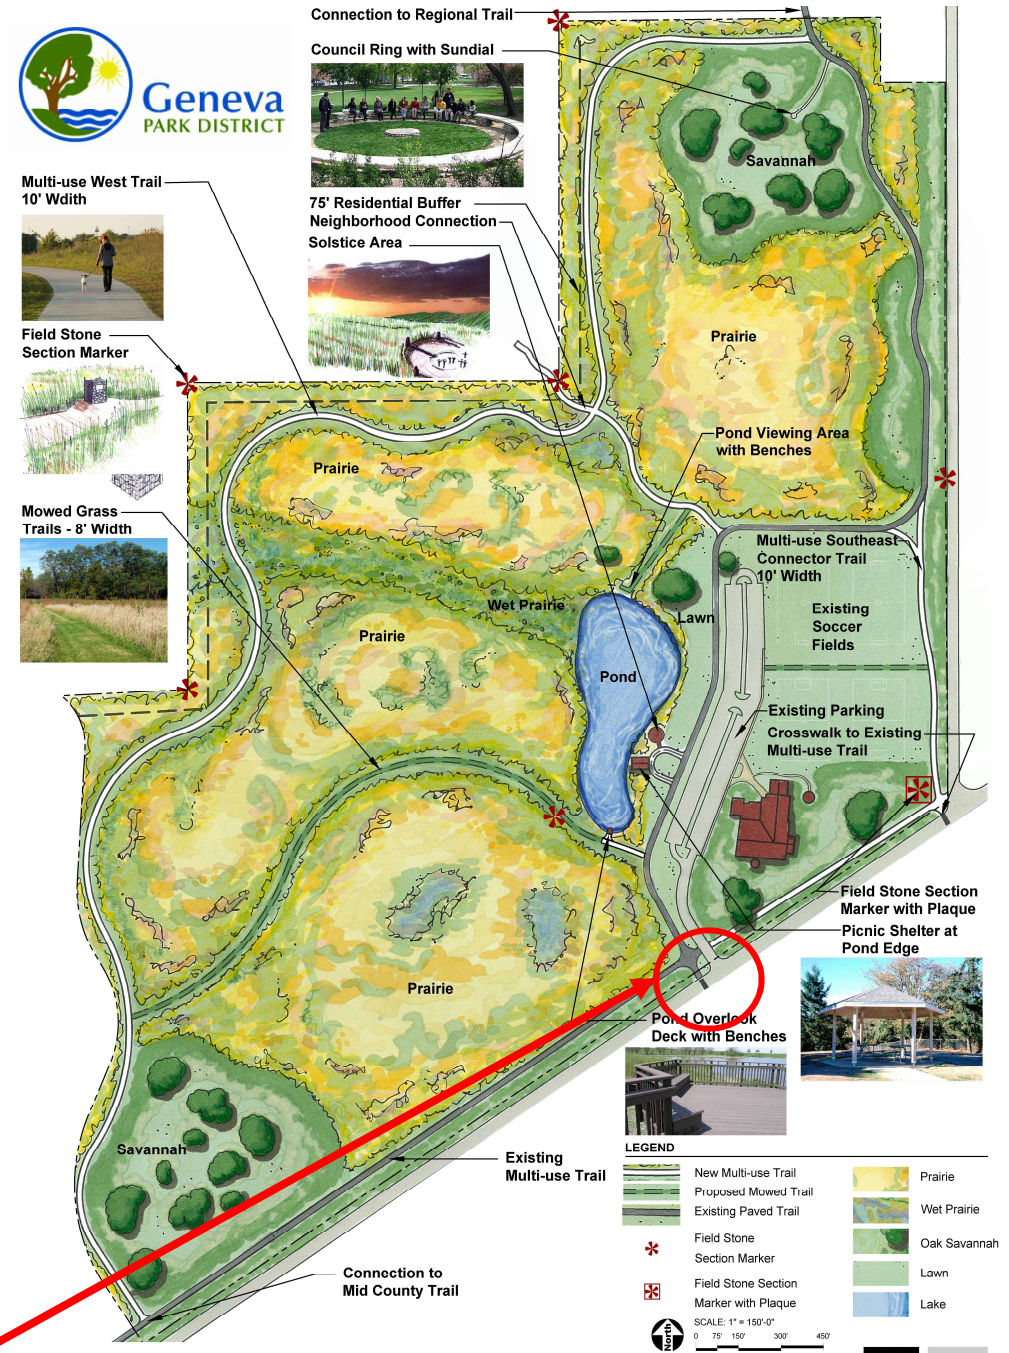 Connection to Regional Trail
Council Ring with Sundial
Geneva
PARK DISTRICT
Multi-use West Trail
10' Wdith
75' Residential Buffer
Neighborhood Connection
Solstice Area
Savannah
Field Stone
Section Marker
Prairie
Pond Viewing Area
with Benches
Prairie
Mowed Grass
Trails - 8' Width
Multi-use Southeast
Connector Trail
10' Width
Wet Prairie
Lawn
Existing
Soccer
Fields
Prairie
Pond
Existing Parking
Crosswalk to Existing
Multi-use Trail
Field Stone Section
Marker with Plaque
Picnic Shelter at
Pond Edge
Prairie
Pond Overlook
Deck with Benches
Savannah
Existing
Multi-use Trail
Connection to
Mid County Trail
LEGEND
New Multi-use Trail
Proposed Mowed Trail
Existing Paved Trail
Field Stone
Section Marker
Field Stone Section
Marker with Plaque
Prairie
Wet Prairie
Oak Savannah
Lawn
Lake
North
SCALE: 1" = 150'-0"
0 75' 150' 300' 450'